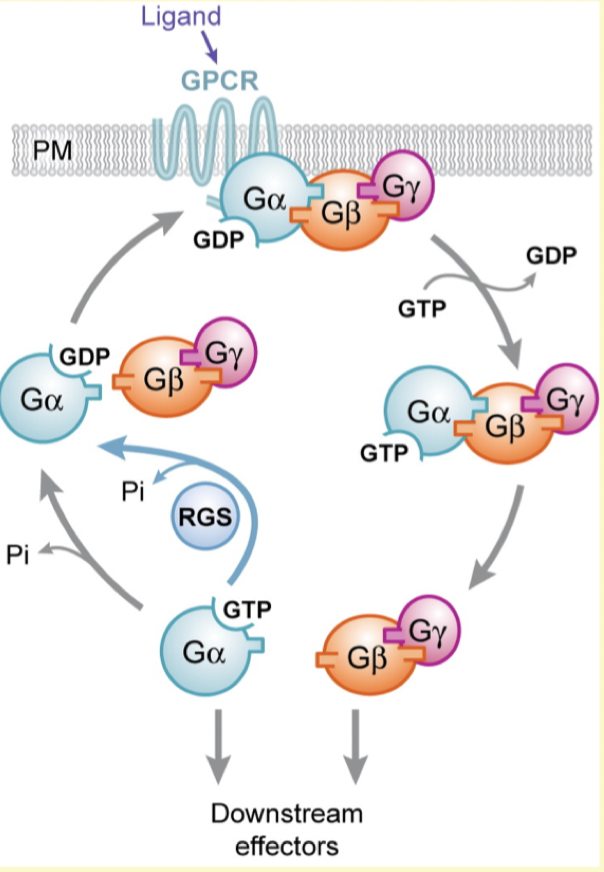 Ligand
GPCR
PM
Gα
Gβ
Gγ
GDP
GDP
GTP
GDP
Gα
Gβ
Gγ
Gα
Gβ
Gγ
GTP
Pi
RGS
Pi
GTP
Gα
Gβ
Gγ
Downstream
effectors